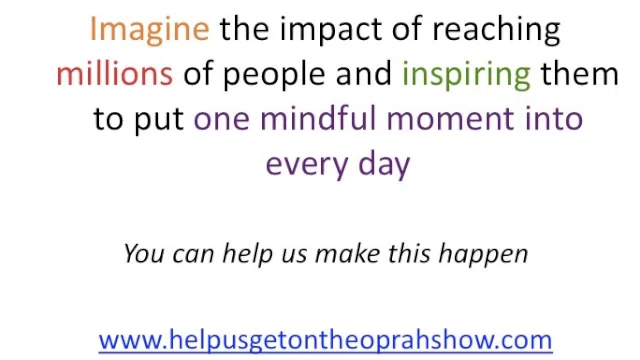 Imagine the impact of reaching
millions of people and inspiring them
to put one mindful moment into
every day
You can help us make this happen
www.helpusgetontheoprahshow.com